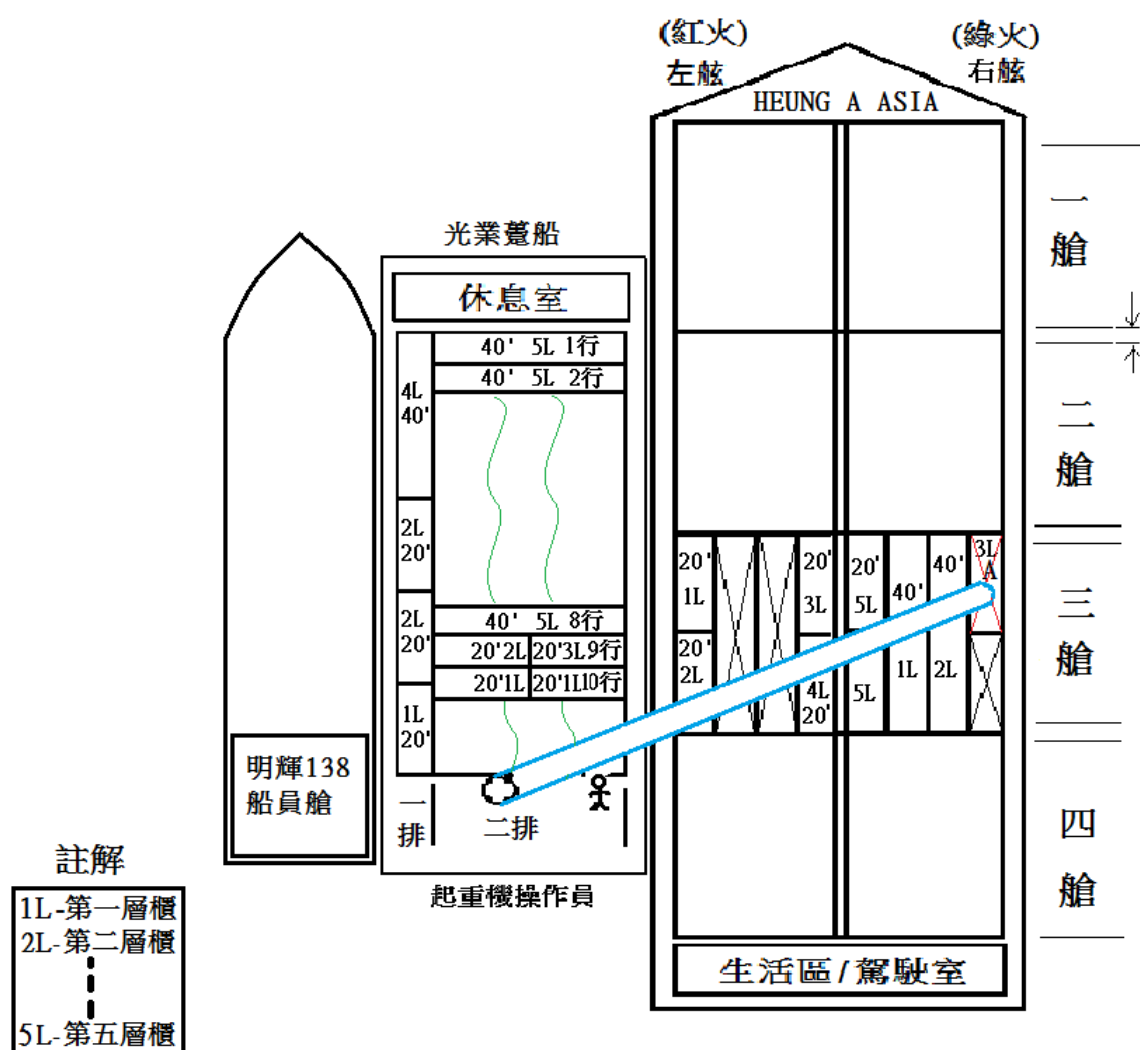 (紅火)
左舷
(綠火)
右舷
HEUNG A ASIA
一
艙
二
艙
三
艙
四
艙
光業躉船
休息室
40' 5L 1行
40' 5L 2行
4L
40'
2L
20'
2L
20'
1L
20'
40' 5L 8行
20'2L 20'3L9行
20'1L 20'1L10行
20'
1L
20'
2L
20'
3L
4L
20'
20'
5L
5L
40'
1L
40'
2L
3L
A
一
排
二排
起重機操作員
明輝138
船員艙
生活區/駕駛室
註解
1L-第一層櫃
2L-第二層櫃
5L-第五層櫃